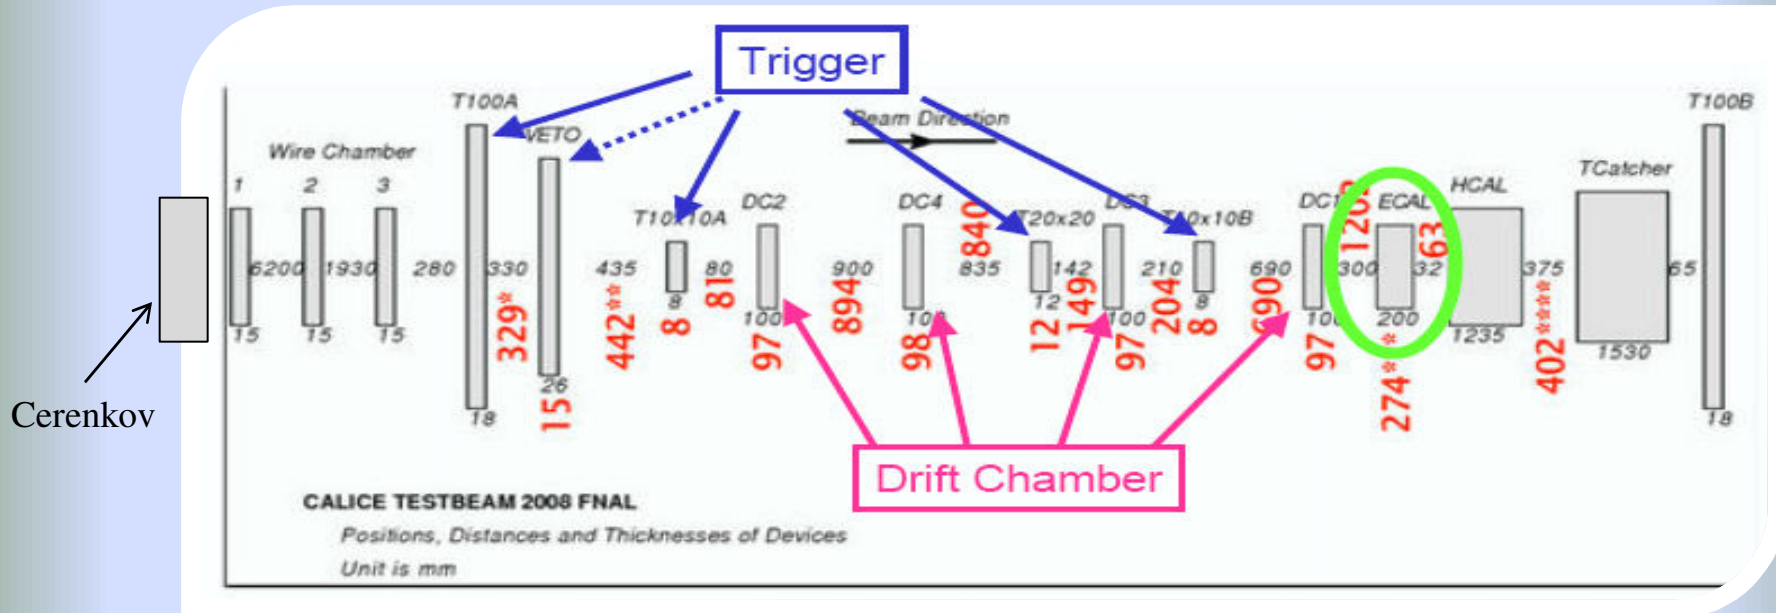 Trigger
T100A
T100B
Beam Direction
VETO
Wire Chamber
TCatcher
1 2 3
HCAL
DC2 DC4 DC3 DC1 ECAL
T10x10A T20x20 T10x10B
840 63
6200 1930 280 330 435 80 900 835 142 210 690 300 32 375 65
329* 442** 8 81 894 12 149 204 8 690 402****
8 12 8
100 100 100 100 200
15 15 15 1235 1530
97 98 97 97 274**
26
15
18 18
Cerenkov
Drift Chamber
CALICE TESTBEAM 2008 FNAL
Positions, Distances and Thicknesses of Devices
Unit is mm